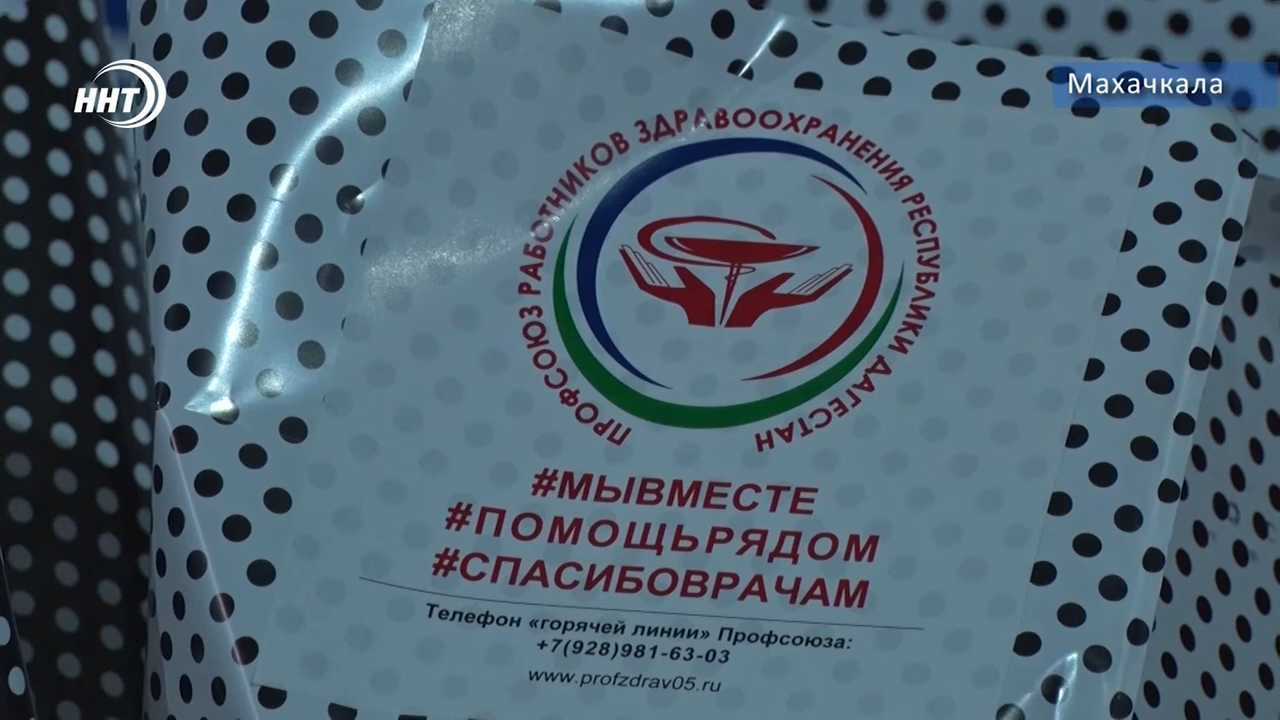 ННТ
Махачкала
ПРОФСОЮЗ РАБОТНИКОВ ЗДРАВООХРАНЕНИЯ РЕСПУБЛИКИ ДАГЕСТАН
#МЫВМЕСТЕ
#ПОМОЩЬРЯДОМ
#СПАСИБОВРАЧАМ
Телефон «горячей линии» Профсоюза:
+7(928)981-63-03
www.profzdrav05.ru